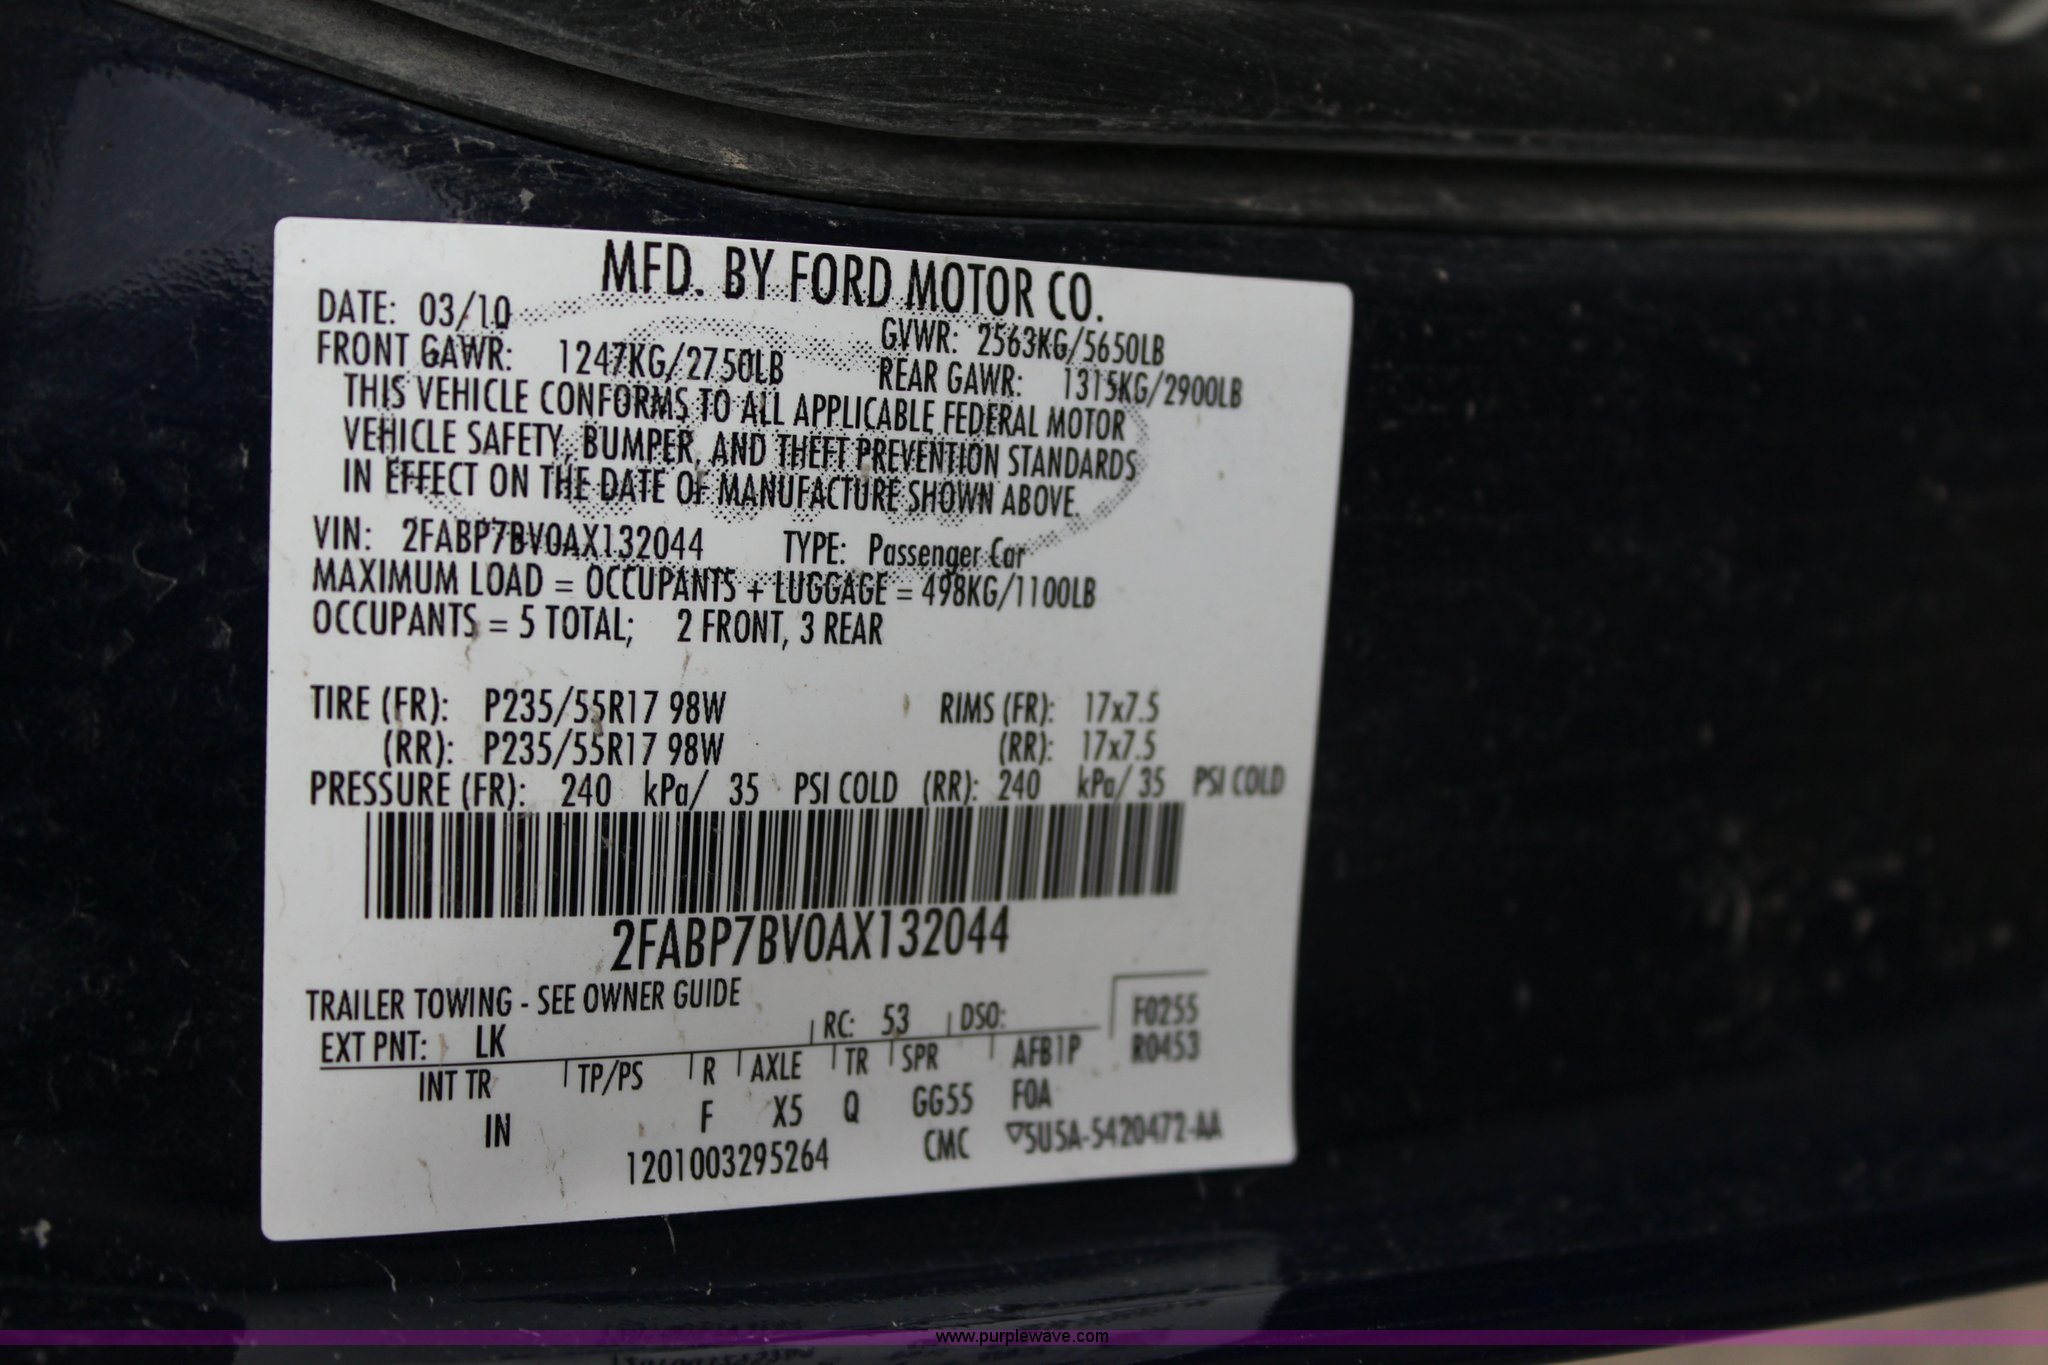 MFD. BY FORD MOTOR CO.
DATE: 03/10 GVWR: 2563KG/5650LB
FRONT GAWR: 1247KG/2750LB REAR GAWR: 1315KG/2900LB
THIS VEHICLE CONFORMS TO ALL APPLICABLE FEDERAL MOTOR
VEHICLE SAFETY, BUMPER, AND THEFT PREVENTION STANDARDS
IN EFFECT ON THE DATE OF MANUFACTURE SHOWN ABOVE.
VIN: 2FABP7BV0AX132044 TYPE: Passenger Car
MAXIMUM LOAD = OCCUPANTS + LUGGAGE = 498KG/1100LB
OCCUPANTS = 5 TOTAL; 2 FRONT, 3 REAR
TIRE (FR): P235/55R17 98W RIMS (FR): 17x7.5
(RR): P235/55R17 98W (RR): 17x7.5
PRESSURE (FR): 240 kPa/ 35 PSI COLD (RR): 240 kPa/ 35 PSI COLD
2FABP7BV0AX132044
TRAILER TOWING - SEE OWNER GUIDE F0255
EXT PNT: LK RC: 53 DSO: R0453
INT TR TP/PS R AXLE TR SPR AFB1P
IN F X5 Q GG55 F0A
1201003295264 CMC ▽5U5A-5420472-AA
www.purplewave.com